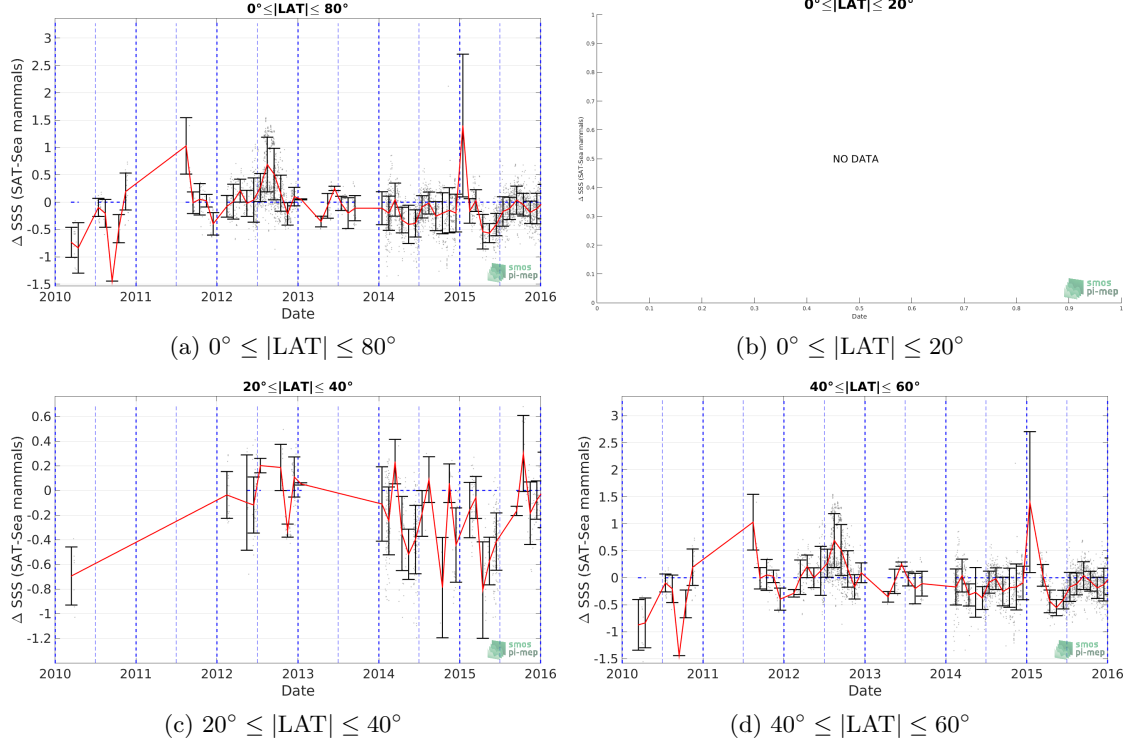 0°≤|LAT|≤ 80°
Δ SSS (SAT-Sea mammals)
3
2.5
2
1.5
1
0.5
0
-0.5
-1
-1.5
2010 2011 2012 2013 2014 2015 2016
Date
smos
pi-mep
(a) 0° ≤ |LAT| ≤ 80°
0°≤|LAT|≤ 20°
Δ SSS (SAT-Sea mammals)
1
0.9
0.8
0.7
0.6
0.5
0.4
0.3
0.2
0.1
0
NO DATA
0 0.1 0.2 0.3 0.4 0.5 0.6 0.7 0.8 0.9 1
Date
smos
pi-mep
(b) 0° ≤ |LAT| ≤ 20°
20°≤|LAT|≤ 40°
Δ SSS (SAT-Sea mammals)
0.6
0.4
0.2
0
-0.2
-0.4
-0.6
-0.8
-1
-1.2
2010 2011 2012 2013 2014 2015 2016
Date
smos
pi-mep
(c) 20° ≤ |LAT| ≤ 40°
40°≤|LAT|≤ 60°
Δ SSS (SAT-Sea mammals)
3
2.5
2
1.5
1
0.5
0
-0.5
-1
-1.5
2010 2011 2012 2013 2014 2015 2016
Date
smos
pi-mep
(d) 40° ≤ |LAT| ≤ 60°